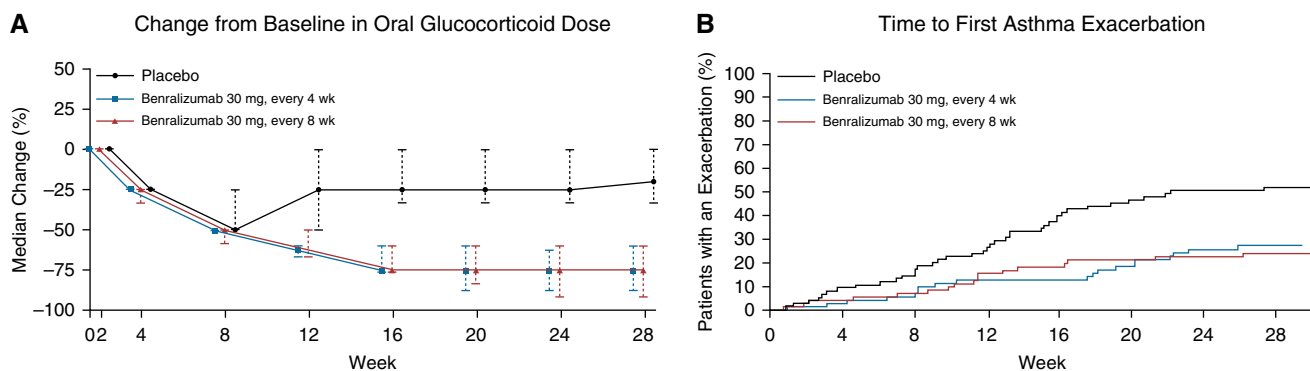 A Change from Baseline in Oral Glucocorticoid Dose
50
25
0
−25
−50
−75
−100
Median Change (%)
Placebo
Benralizumab 30 mg, every 4 wk
Benralizumab 30 mg, every 8 wk
0 2 4 8 12 16 20 24 28
Week
B Time to First Asthma Exacerbation
100
90
80
70
60
50
40
30
20
10
0
Patients with an Exacerbation (%)
Placebo
Benralizumab 30 mg, every 4 wk
Benralizumab 30 mg, every 8 wk
0 4 8 12 16 20 24 28
Week